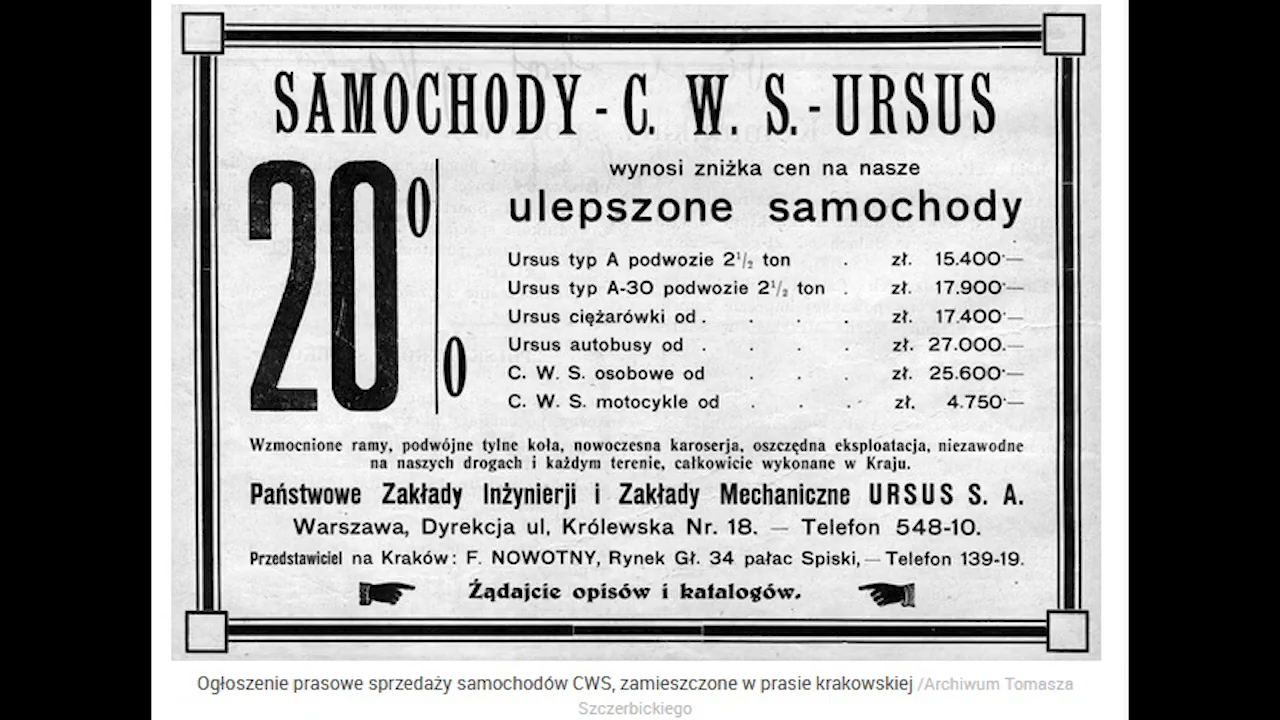 SAMOCHODY - C. W. S. - URSUS
20%
wynosi zniżka cen na nasze
ulepszone samochody
Ursus typ A podwozie 2½ ton . zł. 15.400·—
Ursus typ A-30 podwozie 2½ ton . zł. 17.900·—
Ursus ciężarówki od . . . . zł. 17.400·—
Ursus autobusy od . . . . zł. 27.000.—
C. W. S. osobowe od . . . zł. 25.600·—
C. W. S. motocykle od . . . zł. 4.750·—
Wzmocnione ramy, podwójne tylne koła, nowoczesna karoserja, oszczędna eksploatacja, niezawodne
na naszych drogach i każdym terenie, całkowicie wykonane w Kraju.
Państwowe Zakłady Inżynierji i Zakłady Mechaniczne URSUS S. A.
Warszawa, Dyrekcja ul, Królewska Nr. 18. — Telefon 548-10.
Przedstawiciel na Kraków: F. NOWOTNY, Rynek Gł. 34 pałac Spiski, — Telefon 139-19.
Żądajcie opisów i katalogów.
Ogłoszenie prasowe sprzedaży samochodów CWS, zamieszczone w prasie krakowskiej /Archiwum Tomasza
Szczerbickiego